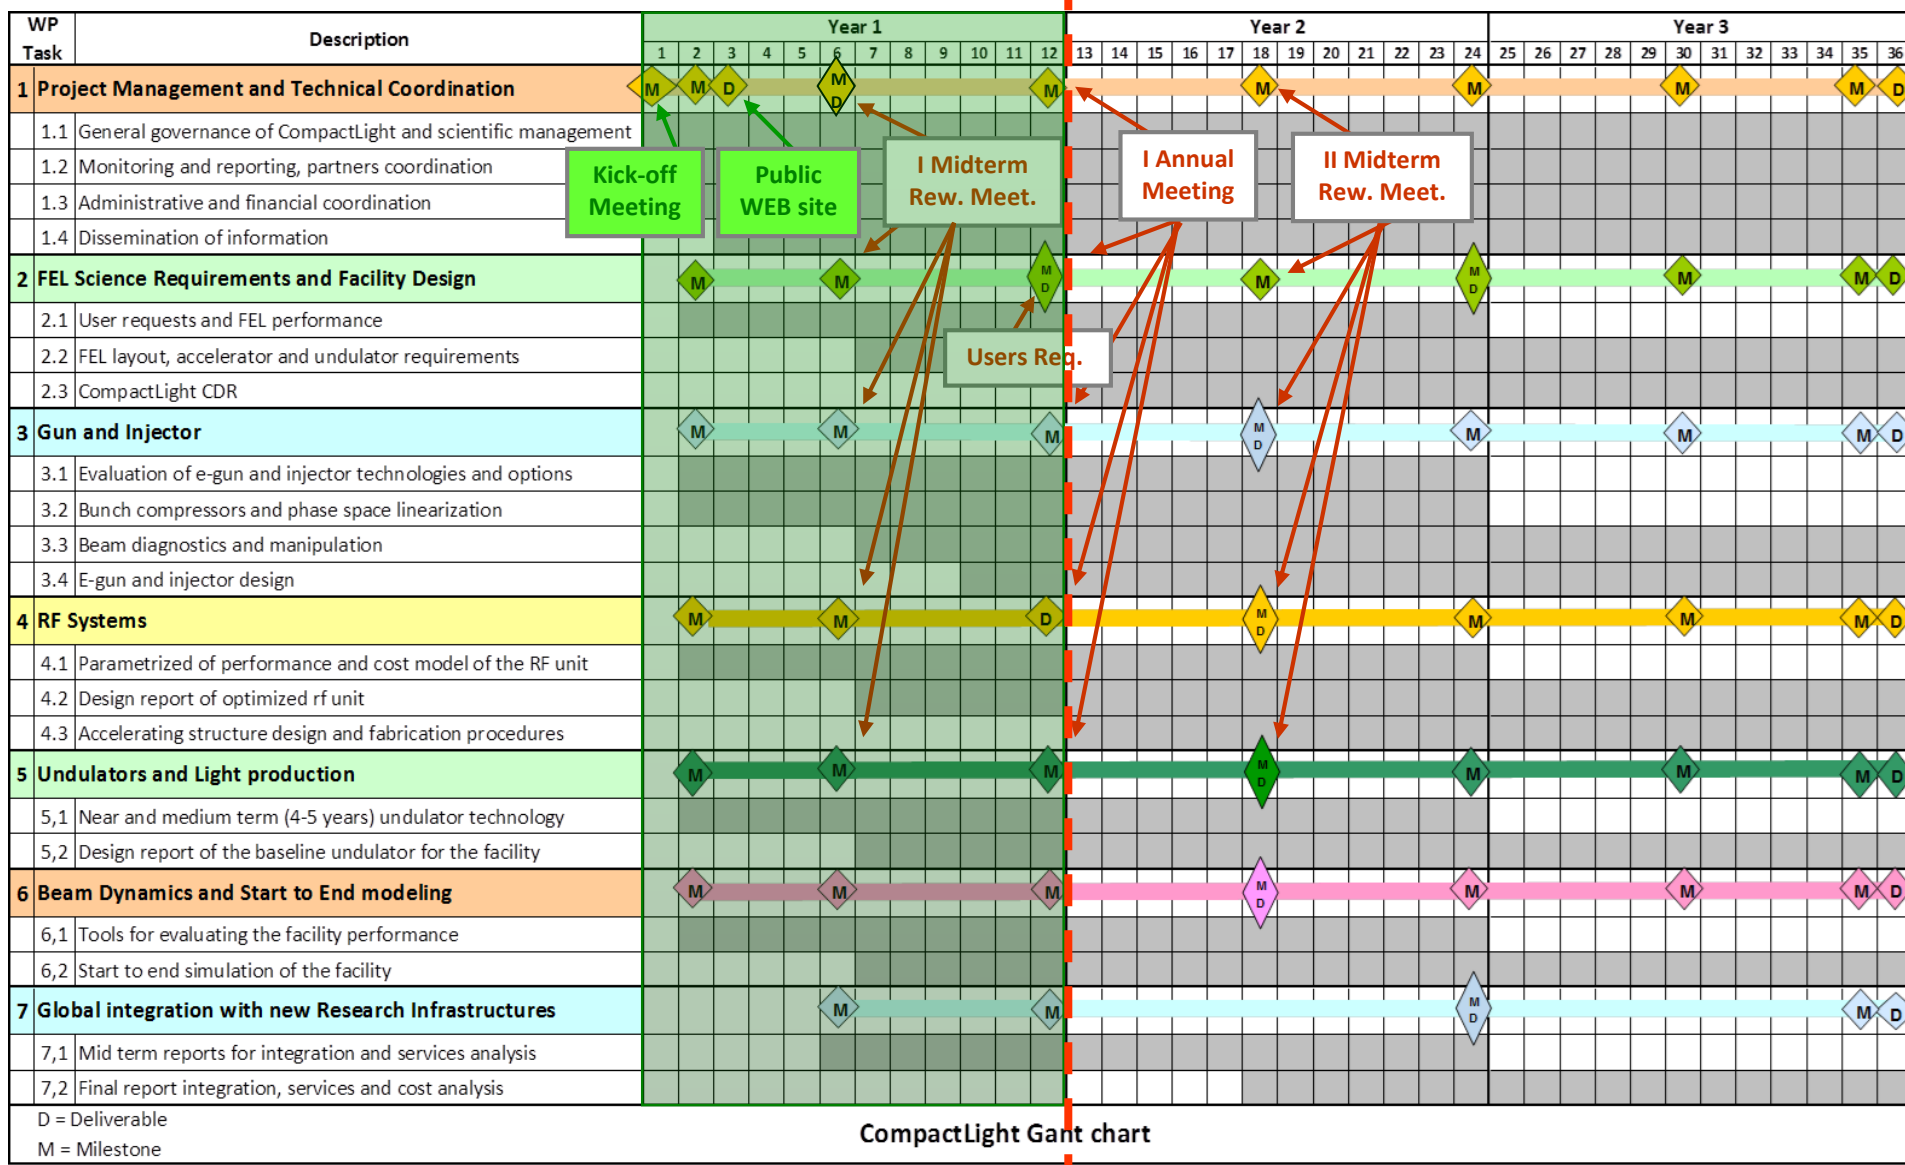 WP Task Description Year 1 Year 2 Year 3
1 2 3 4 5 6 7 8 9 10 11 12 13 14 15 16 17 18 19 20 21 22 23 24 25 26 27 28 29 30 31 32 33 34 35 36
1 Project Management and Technical Coordination M M D M D M M M M M D
1.1 General governance of CompactLight and scientific management
1.2 Monitoring and reporting, partners coordination
1.3 Administrative and financial coordination
1.4 Dissemination of information
Kick-off
Meeting
Public
WEB site
I Midterm
Rew. Meet.
I Annual
Meeting
II Midterm
Rew. Meet.
2 FEL Science Requirements and Facility Design M M M D M M D M M D
2.1 User requests and FEL performance
2.2 FEL layout, accelerator and undulator requirements
Users Req.
2.3 CompactLight CDR
3 Gun and Injector M M M M D M M M D
3.1 Evaluation of e-gun and injector technologies and options
3.2 Bunch compressors and phase space linearization
3.3 Beam diagnostics and manipulation
3.4 E-gun and injector design
4 RF Systems M M D M D M M M D
4.1 Parametrized of performance and cost model of the RF unit
4.2 Design report of optimized rf unit
4.3 Accelerating structure design and fabrication procedures
5 Undulators and Light production M M M M D M M M D
5,1 Near and medium term (4-5 years) undulator technology
5,2 Design report of the baseline undulator for the facility
6 Beam Dynamics and Start to End modeling M M M M D M M M D
6,1 Tools for evaluating the facility performance
6,2 Start to end simulation of the facility
7 Global integration with new Research Infrastructures M M M D M D
7,1 Mid term reports for integration and services analysis
7,2 Final report integration, services and cost analysis
D = Deliverable
M = Milestone
CompactLight Gant chart